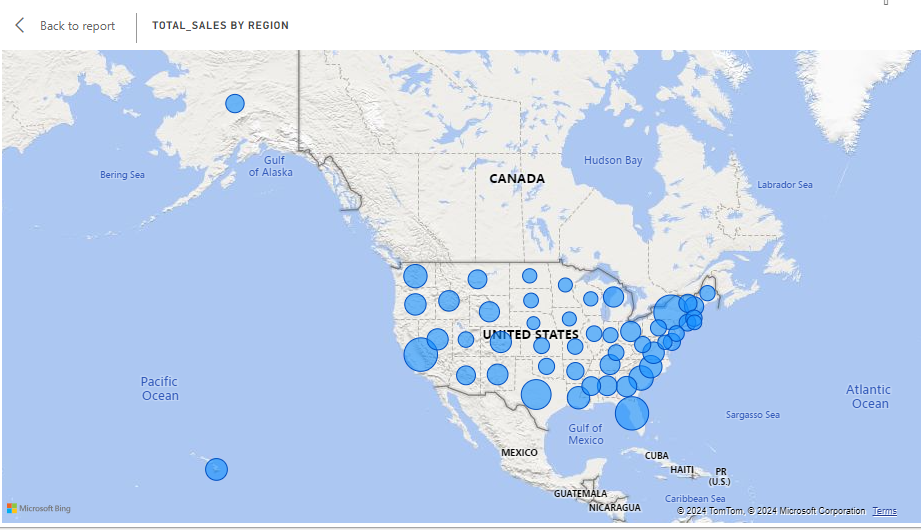 Back to report
TOTAL_SALES BY REGION
Gulf
of Alaska
Bering Sea
Hudson Bay
CANADA
Labrador Sea
UNITED STATES
Pacific
Ocean
Atlantic
Ocean
Sargasso Sea
Gulf of
Mexico
MEXICO
CUBA
HAITI
PR
(U.S.)
GUATEMALA
Caribbean Sea
NICARAGUA
Microsoft Bing
© 2024 TomTom, © 2024 Microsoft Corporation Terms